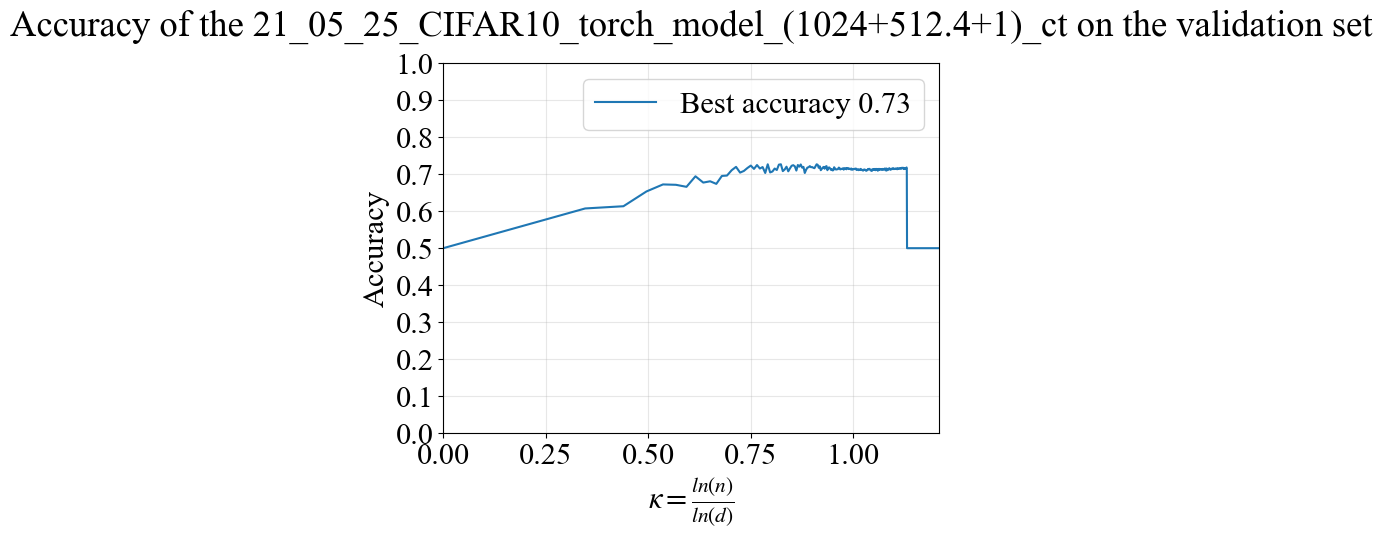 Accuracy of the 21_05_25_CIFAR10_torch_model_(1024+512.4+1)_ct on the validation set
Best accuracy 0.73
Accuracy
1.0
0.9
0.8
0.7
0.6
0.5
0.4
0.3
0.2
0.1
0.0
0.00 0.25 0.50 0.75 1.00
κ = ln(n) / ln(d)